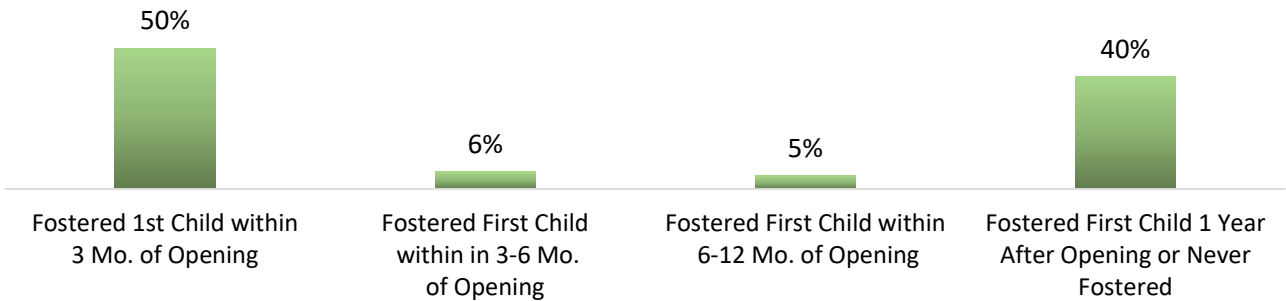 50%
6%
5%
40%
Fostered 1st Child within
3 Mo. of Opening
Fostered First Child
within in 3-6 Mo.
of Opening
Fostered First Child within
6-12 Mo. of Opening
Fostered First Child 1 Year
After Opening or Never
Fostered